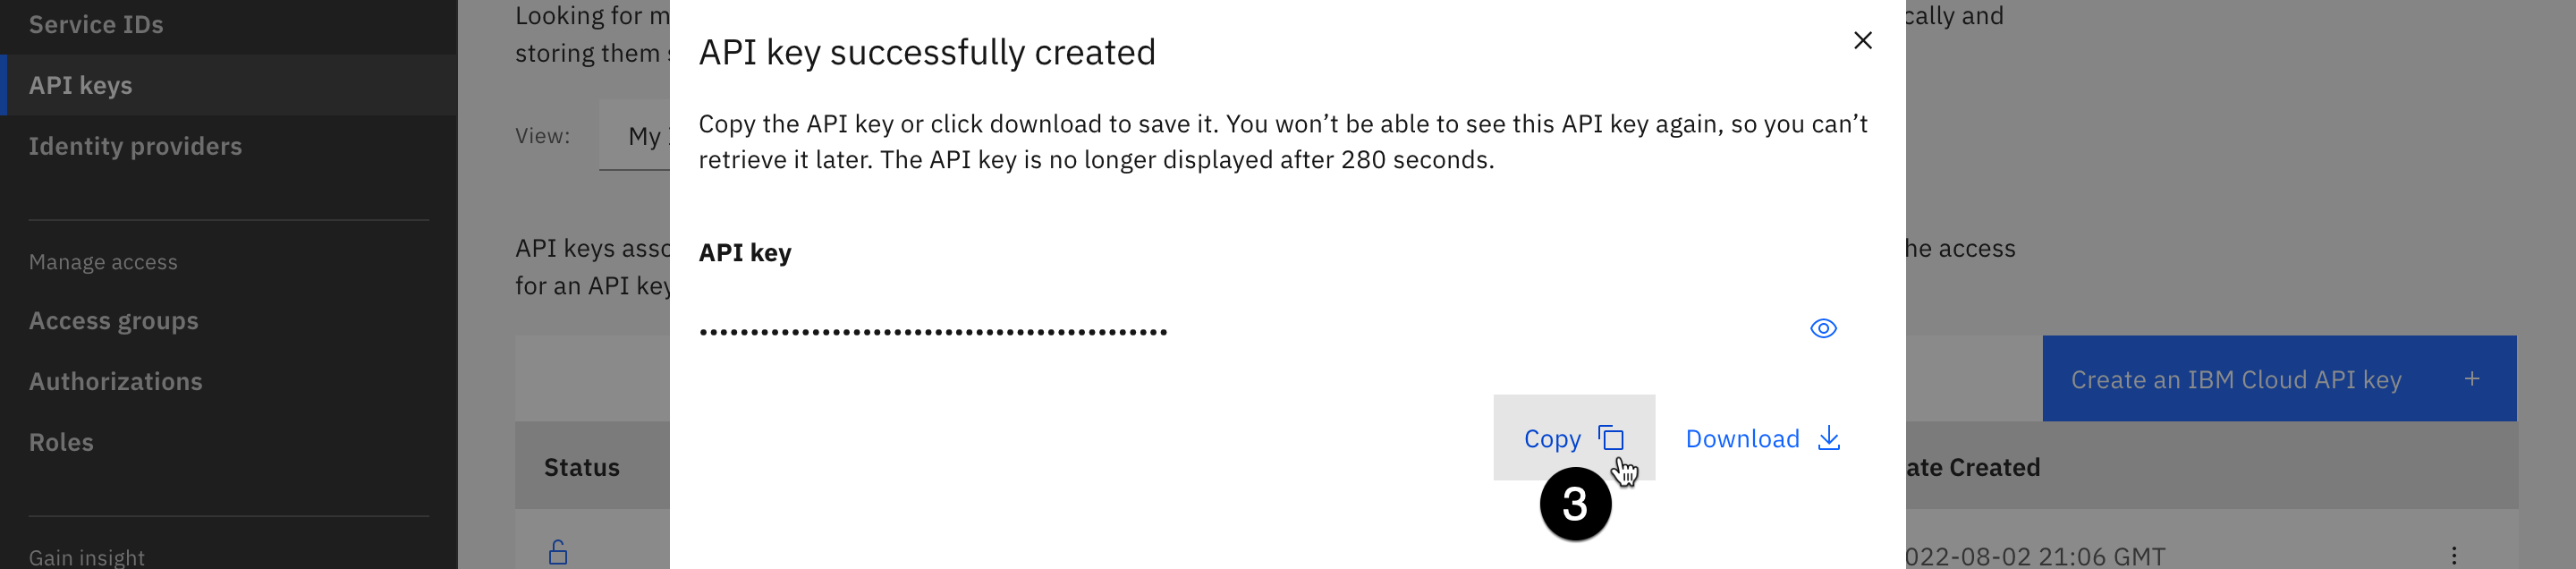 Service IDs
API keys
Identity providers
Manage access
Access groups
Authorizations
Roles
Gain insight
Looking for m
storing them
View: My
API keys asso
for an API key
Status
API key successfully created
Copy the API key or click download to save it. You won’t be able to see this API key again, so you can’t
retrieve it later. The API key is no longer displayed after 280 seconds.
API key
••••••••••••••••••••••••••••••••••••••••••••
Copy
Download
3
cally and
he access
Create an IBM Cloud API key +
ate Created
022-08-02 21:06 GMT